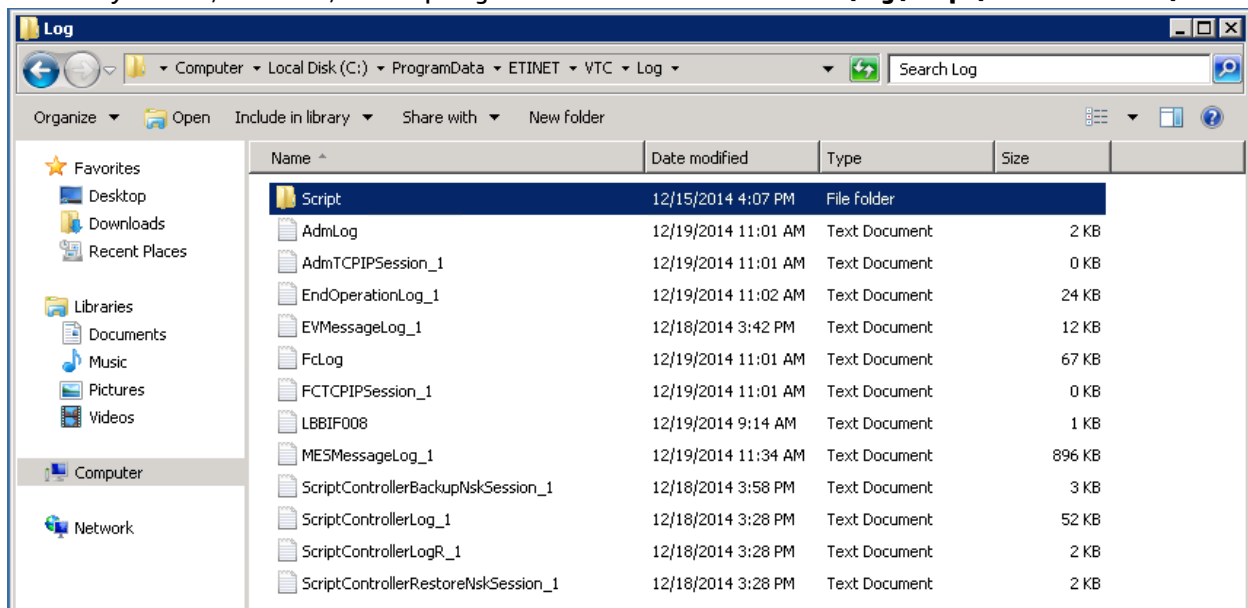 Log
Computer Local Disk (C:) ProgramData ETINET VTC Log Search Log
Organize Open Include in library Share with New folder
Name Date modified Type Size
Favorites
Desktop
Downloads
Recent Places
Libraries
Documents
Music
Pictures
Videos
Computer
Network
Script 12/15/2014 4:07 PM File folder
AdmLog 12/19/2014 11:01 AM Text Document 2 KB
AdmTCPIPSession_1 12/19/2014 11:01 AM Text Document 0 KB
EndOperationLog_1 12/19/2014 11:02 AM Text Document 24 KB
EVMessageLog_1 12/18/2014 3:42 PM Text Document 12 KB
FcLog 12/19/2014 11:01 AM Text Document 67 KB
FCTCPIPSession_1 12/19/2014 11:01 AM Text Document 0 KB
LBBIF008 12/19/2014 9:14 AM Text Document 1 KB
MESMessageLog_1 12/19/2014 11:34 AM Text Document 896 KB
ScriptControllerBackupNskSession_1 12/18/2014 3:58 PM Text Document 3 KB
ScriptControllerLog_1 12/18/2014 3:28 PM Text Document 52 KB
ScriptControllerLogR_1 12/18/2014 3:28 PM Text Document 2 KB
ScriptControllerRestoreNskSession_1 12/18/2014 3:28 PM Text Document 2 KB